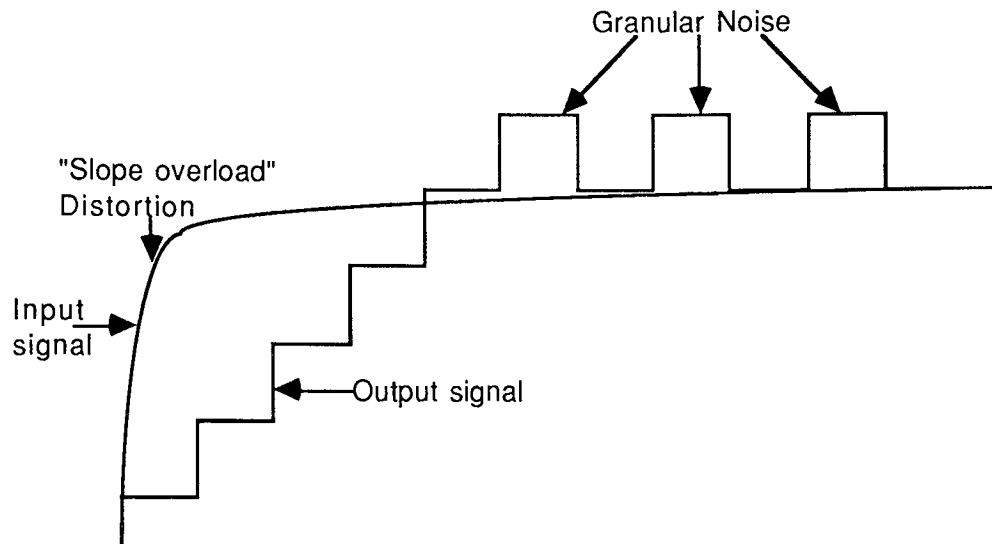 Granular Noise
"Slope overload"
Distortion
Input
signal
Output signal